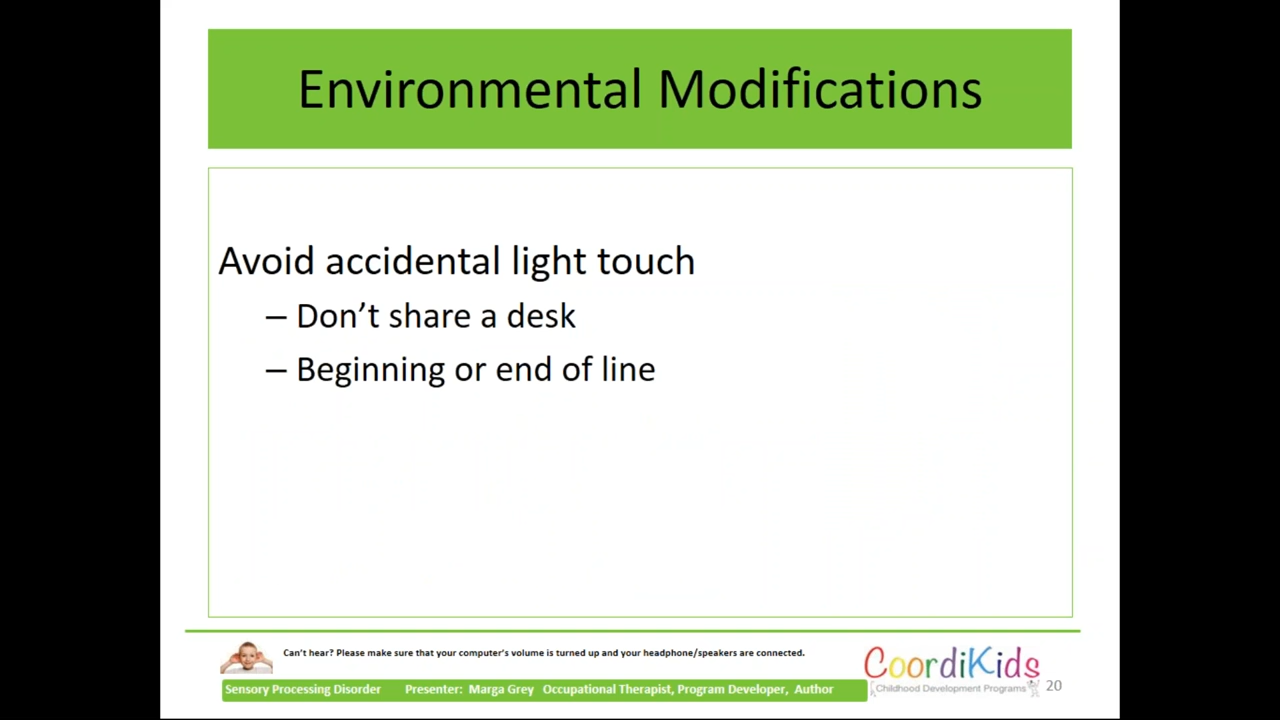 Environmental Modifications
Avoid accidental light touch
– Don’t share a desk
– Beginning or end of line
Can’t hear? Please make sure that your computer’s volume is turned up and your headphone/speakers are connected.
Sensory Processing Disorder Presenter: Marga Grey Occupational Therapist, Program Developer, Author
CoordiKids
Childhood Development Programs
20